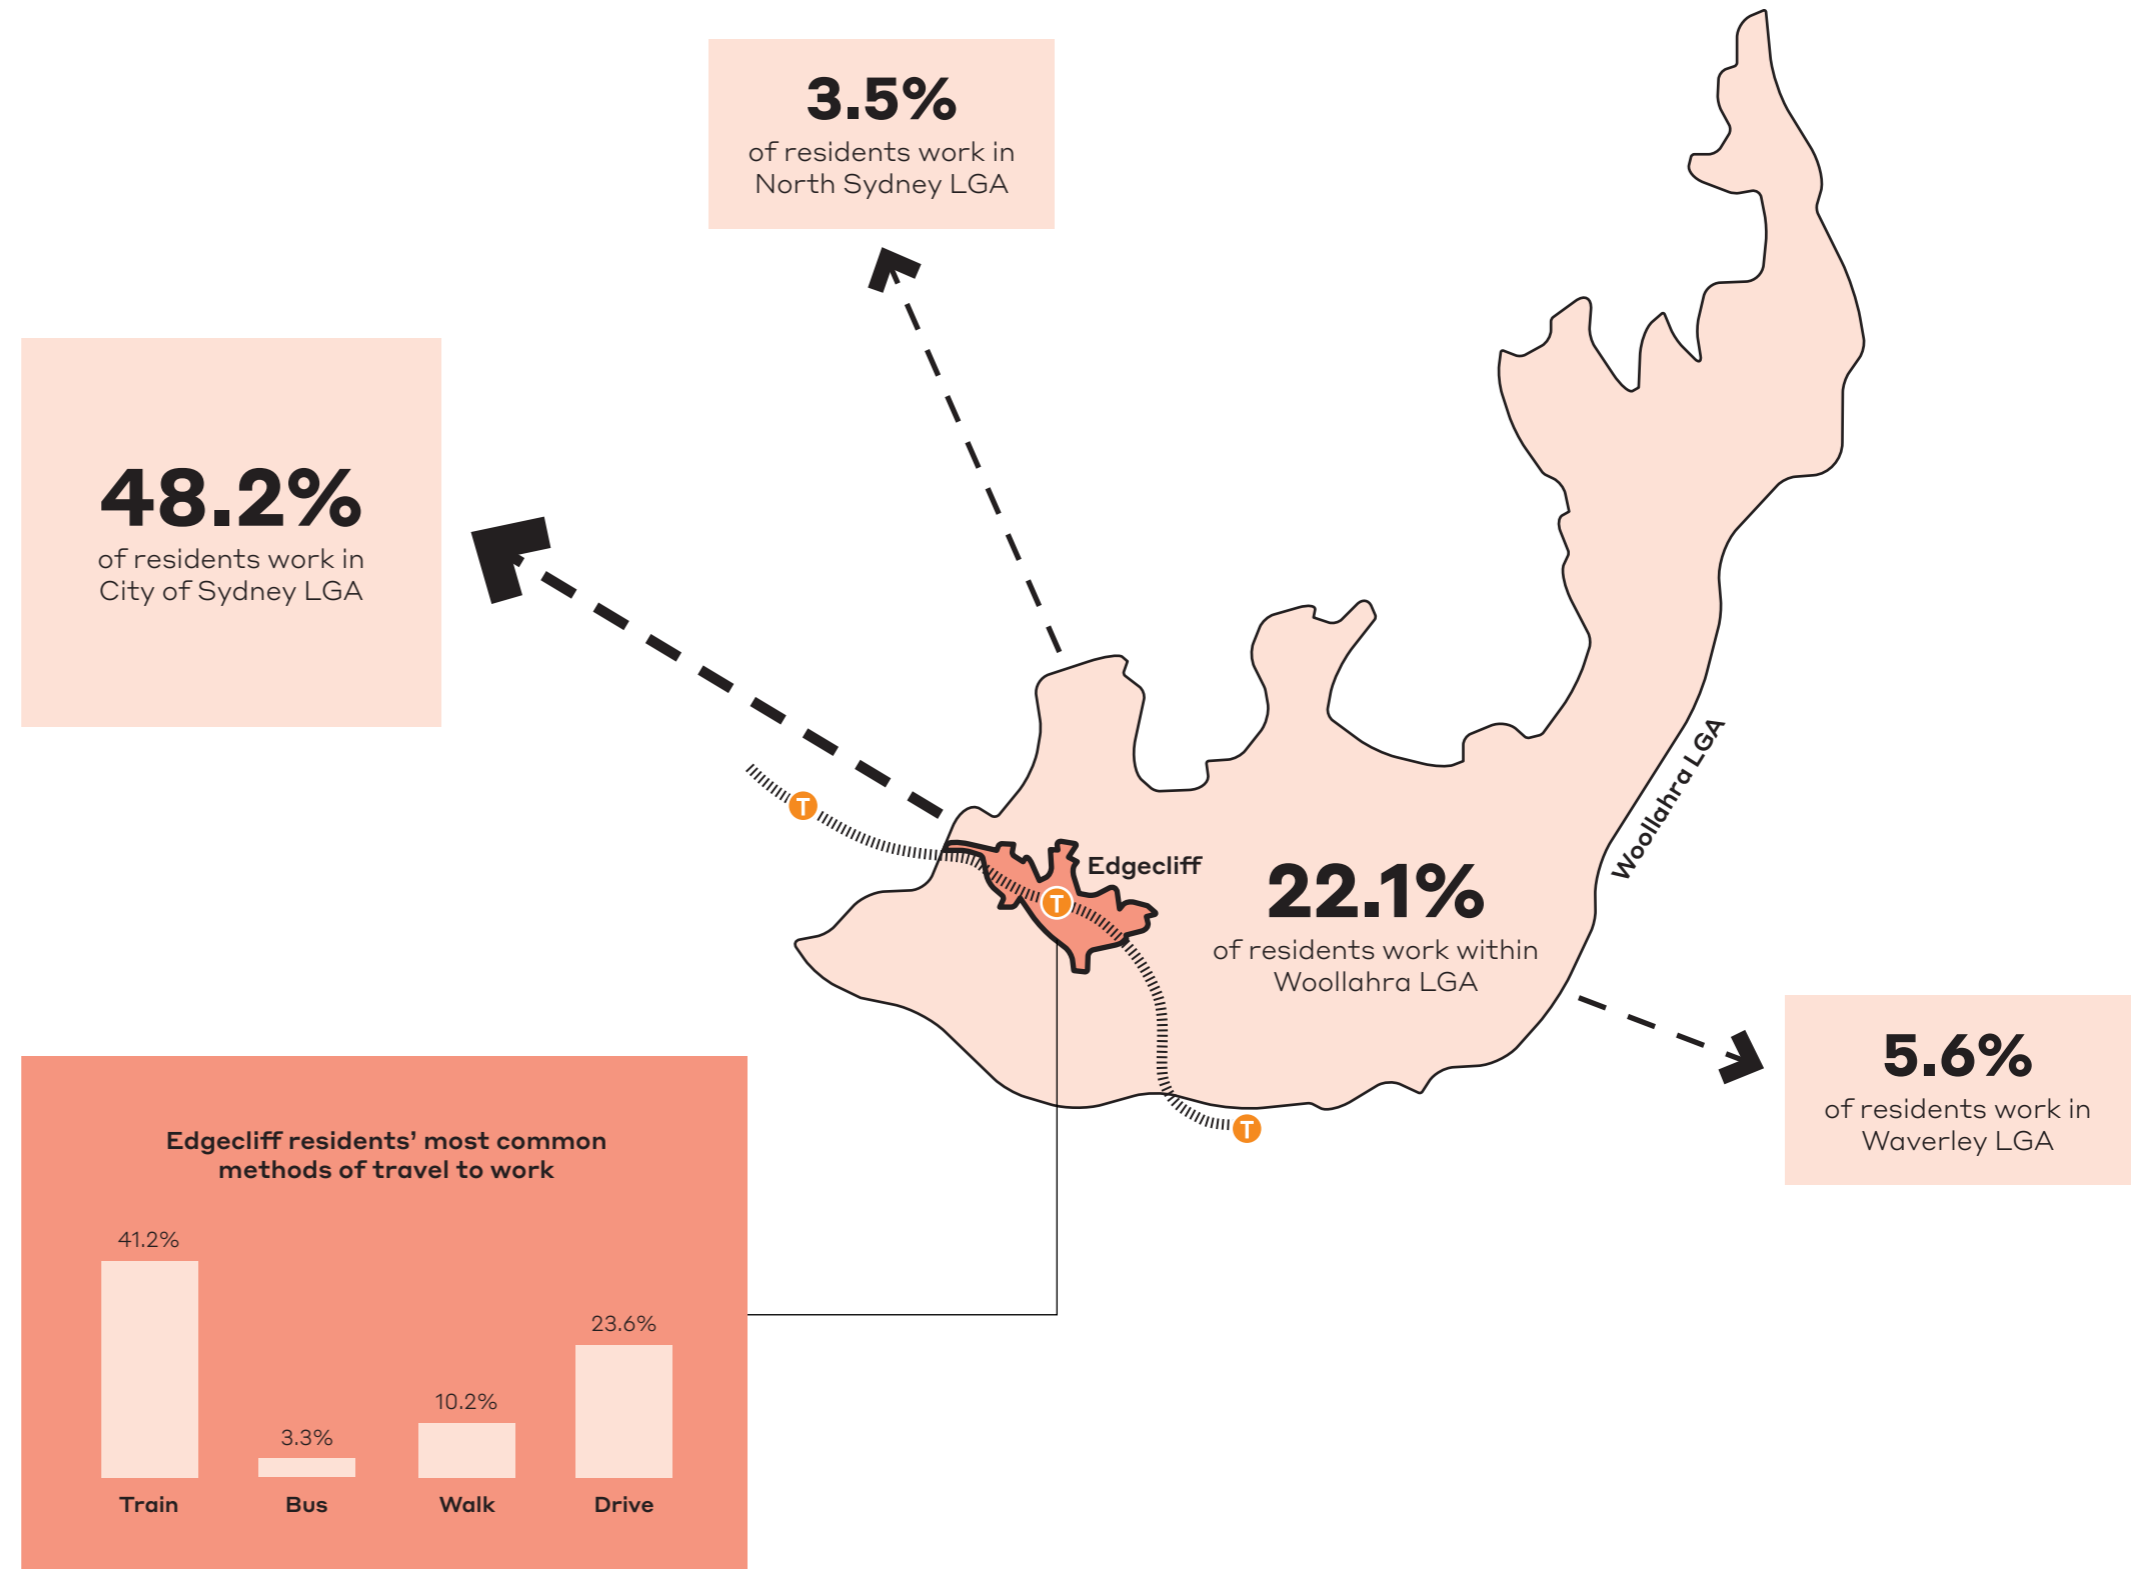 3.5%
of residents work in
North Sydney LGA
48.2%
of residents work in
City of Sydney LGA
T
Edgecliff
T
22.1%
of residents work within
Woollahra LGA
Woollahra LGA
5.6%
of residents work in
Waverley LGA
T
Edgecliff residents’ most common
methods of travel to work
41.2%
3.3%
10.2%
23.6%
Train
Bus
Walk
Drive